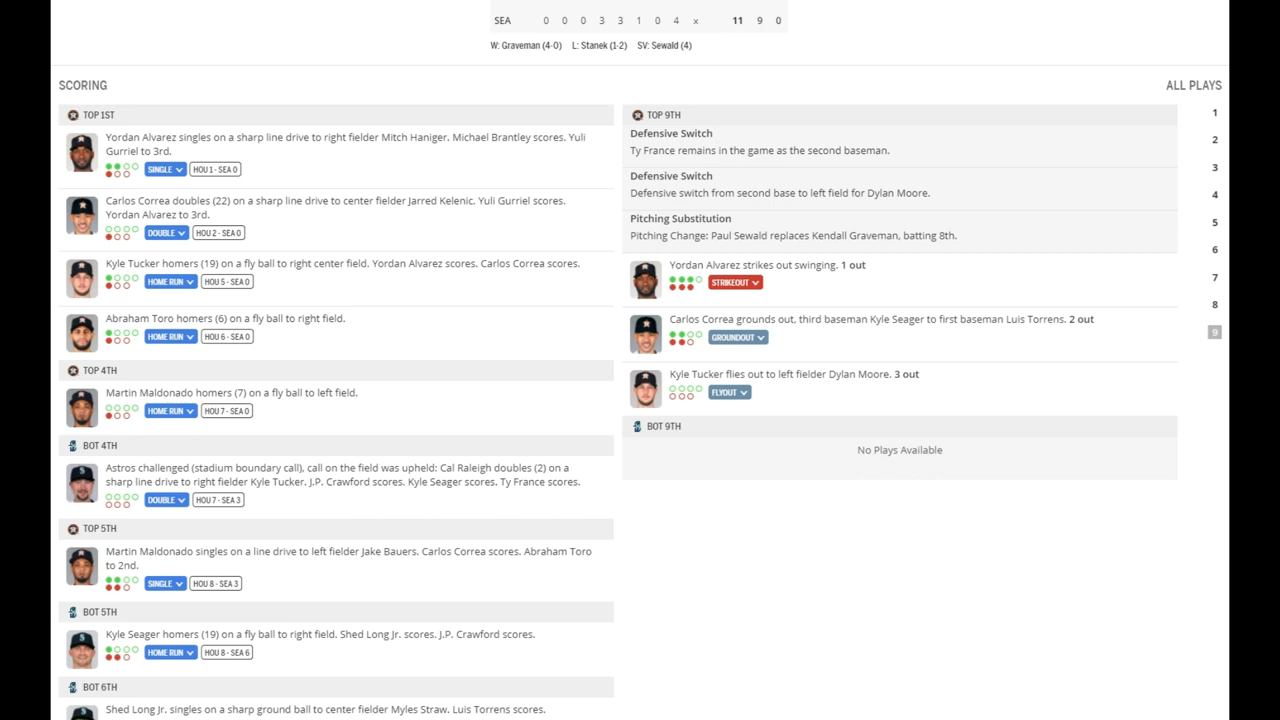 SEA 0 0 0 3 3 1 0 4 x 11 9 0
W: Graveman (4-0) L: Stanek (1-2) SV: Sewald (4)
SCORING
TOP 1ST
Yordan Alvarez singles on a sharp line drive to right fielder Mitch Haniger. Michael Brantley scores. Yuli
Gurriel to 3rd.
SINGLE HOU 1 - SEA 0
Carlos Correa doubles (22) on a sharp line drive to center fielder Jarred Kelenic. Yuli Gurriel scores.
Yordan Alvarez to 3rd.
DOUBLE HOU 2 - SEA 0
Kyle Tucker homers (19) on a fly ball to right center field. Yordan Alvarez scores. Carlos Correa scores.
HOME RUN HOU 5 - SEA 0
Abraham Toro homers (6) on a fly ball to right field.
HOME RUN HOU 6 - SEA 0
TOP 4TH
Martin Maldonado homers (7) on a fly ball to left field.
HOME RUN HOU 7 - SEA 0
BOT 4TH
Astros challenged (stadium boundary call), call on the field was upheld: Cal Raleigh doubles (2) on a
sharp line drive to right fielder Kyle Tucker. J.P. Crawford scores. Kyle Seager scores. Ty France scores.
DOUBLE HOU 7 - SEA 3
TOP 5TH
Martin Maldonado singles on a line drive to left fielder Jake Bauers. Carlos Correa scores. Abraham Toro
to 2nd.
SINGLE HOU 8 - SEA 3
BOT 5TH
Kyle Seager homers (19) on a fly ball to right field. Shed Long Jr. scores. J.P. Crawford scores.
HOME RUN HOU 8 - SEA 6
BOT 6TH
Shed Long Jr. singles on a sharp ground ball to center fielder Myles Straw. Luis Torrens scores.
ALL PLAYS
TOP 9TH
Defensive Switch
Ty France remains in the game as the second baseman.
Defensive Switch
Defensive switch from second base to left field for Dylan Moore.
Pitching Substitution
Pitching Change: Paul Sewald replaces Kendall Graveman, batting 8th.
Yordan Alvarez strikes out swinging. 1 out
STRIKEOUT
Carlos Correa grounds out, third baseman Kyle Seager to first baseman Luis Torrens. 2 out
GROUNDOUT
Kyle Tucker flies out to left fielder Dylan Moore. 3 out
FLYOUT
BOT 9TH
No Plays Available
1
2
3
4
5
6
7
8
9